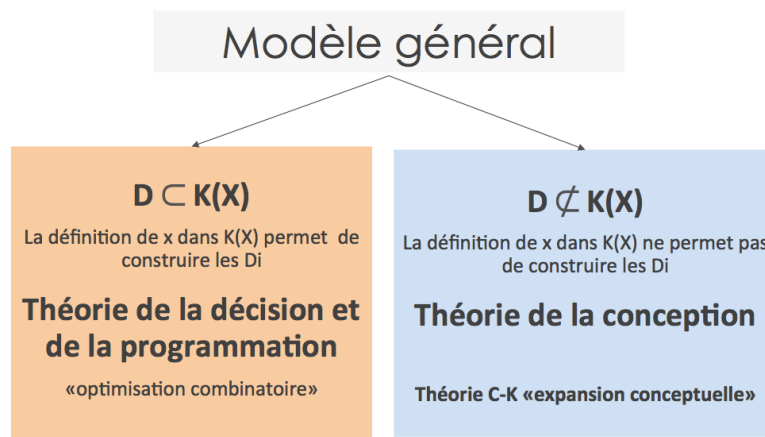 Modèle général
D ⊂ K(X)
La définition de x dans K(X) permet de
construire les Di
Théorie de la décision et
de la programmation
«optimisation combinatoire»
D ⊄ K(X)
La définition de x dans K(X) ne permet pas
de construire les Di
Théorie de la conception
Théorie C-K «expansion conceptuelle»